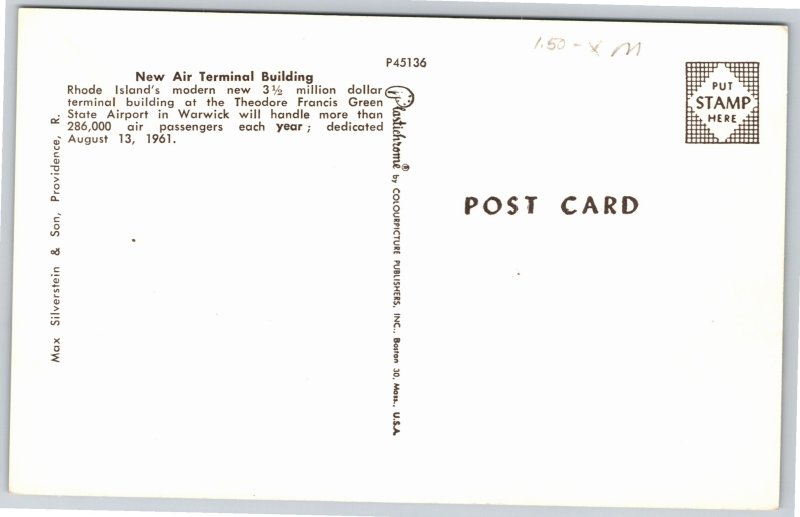 1.50 - x m
P45136
New Air Terminal Building
Rhode Island's modern new 3½ million dollar
terminal building at the Theodore Francis Green
State Airport in Warwick will handle more than
286,000 air passengers each year; dedicated
August 13, 1961.
Max Silverstein & Son, Providence, R.
Plastichrome® by COLOURPICTURE PUBLISHERS, INC., Boston 30, Mass., U.S.A.
PUT
STAMP
HERE
POST CARD